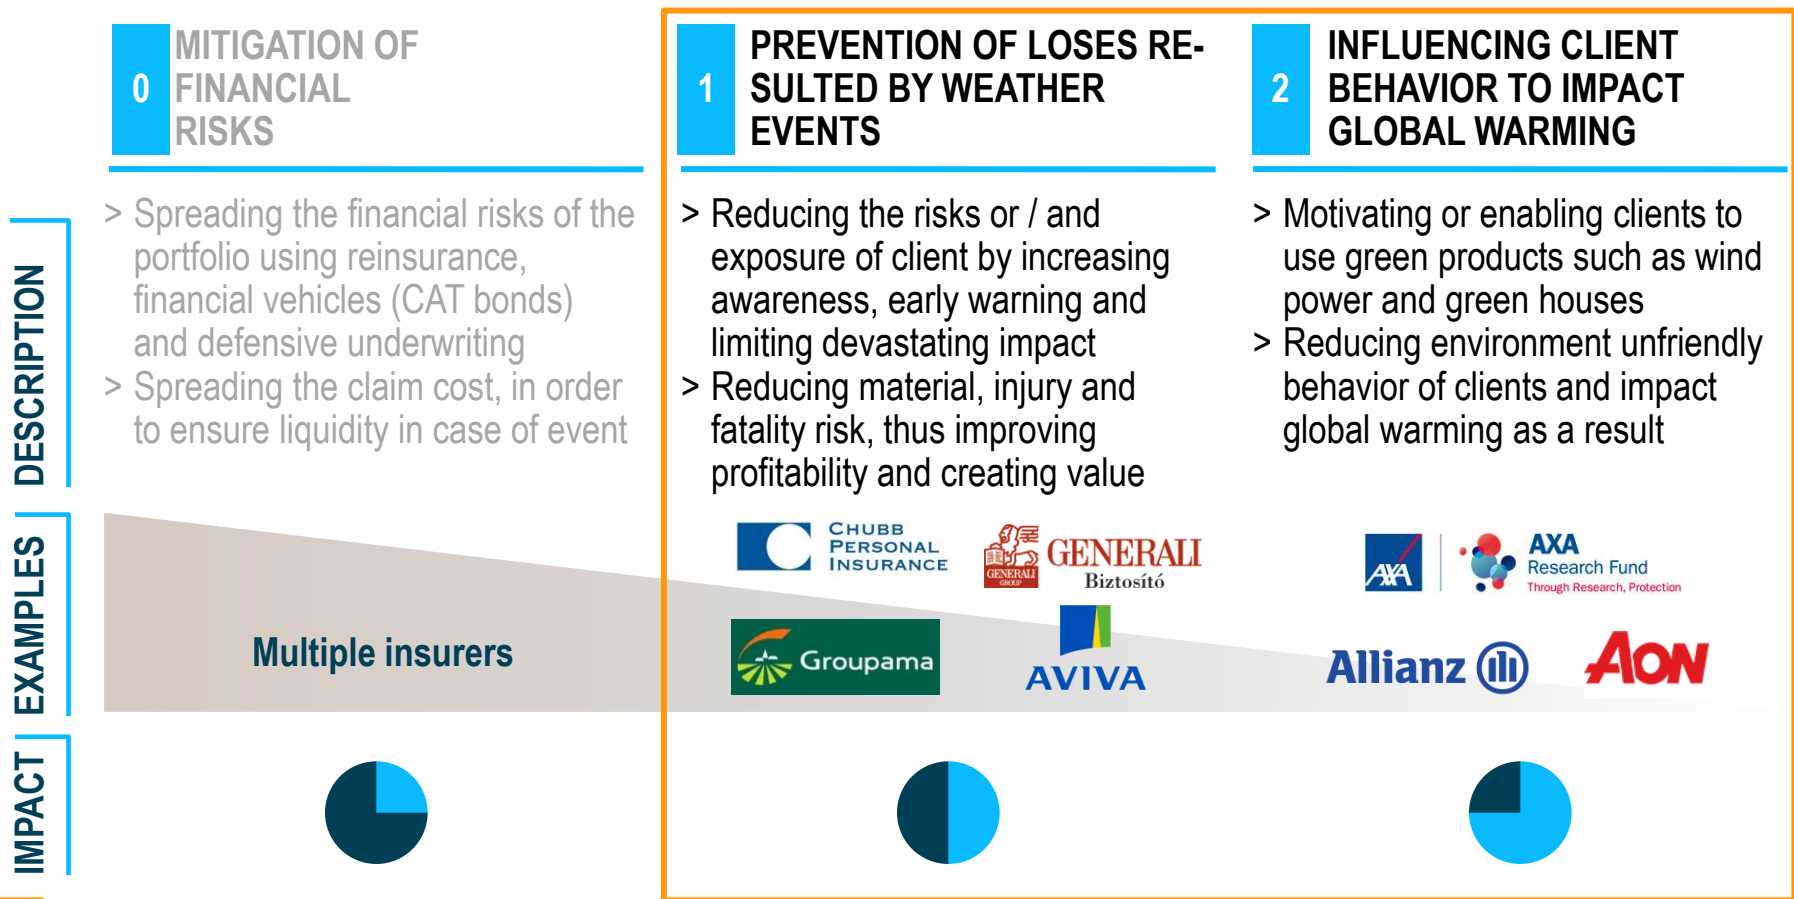 0
MITIGATION OF
FINANCIAL
RISKS
1
PREVENTION OF LOSES RE-
SULTED BY WEATHER
EVENTS
2
INFLUENCING CLIENT
BEHAVIOR TO IMPACT
GLOBAL WARMING
DESCRIPTION
> Spreading the financial risks of the
portfolio using reinsurance,
financial vehicles (CAT bonds)
and defensive underwriting
> Spreading the claim cost, in order
to ensure liquidity in case of event
> Reducing the risks or / and
exposure of client by increasing
awareness, early warning and
limiting devastating impact
> Reducing material, injury and
fatality risk, thus improving
profitability and creating value
> Motivating or enabling clients to
use green products such as wind
power and green houses
> Reducing environment unfriendly
behavior of clients and impact
global warming as a result
EXAMPLES
Multiple insurers
CHUBB
PERSONAL
INSURANCE
GENERALI
GROUP
GENERALI
Biztosító
Groupama
AVIVA
AXA
AXA
Research Fund
Through Research, Protection
Allianz
AON
IMPACT